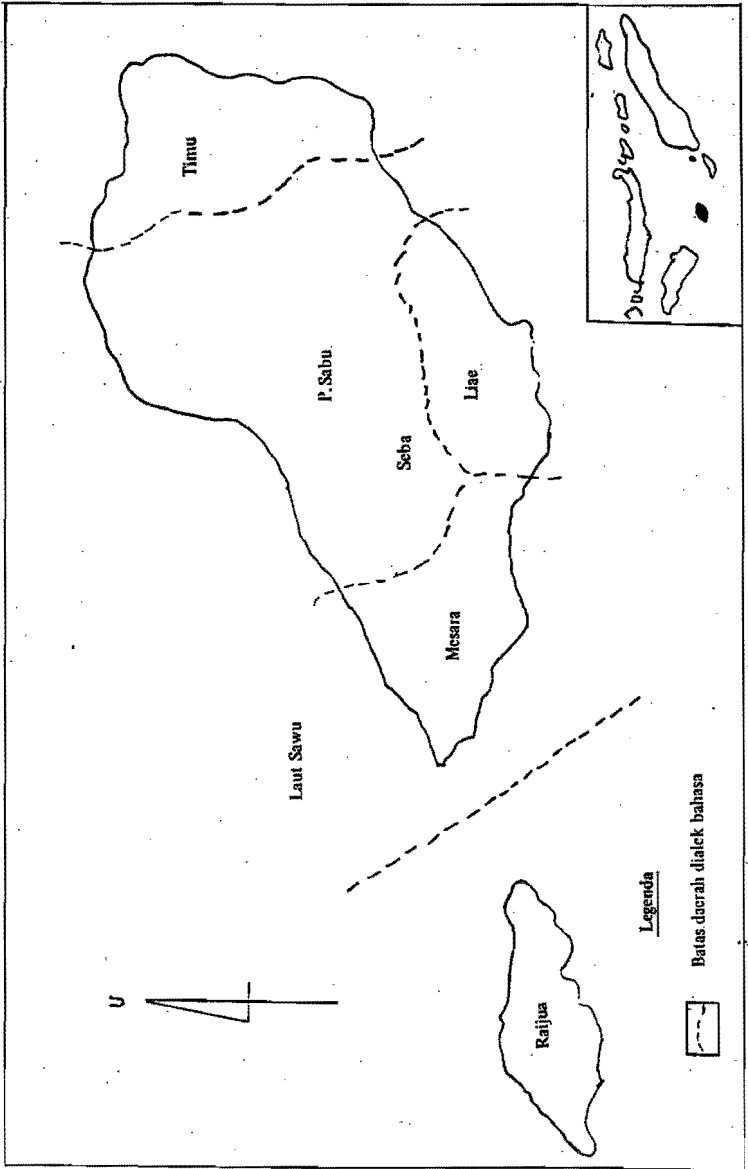 U
Timu
P. Sabu
Seba
Liae
Mesara
Laut Sawu
Raijua
Legenda
Batas daerah dialek bahasa